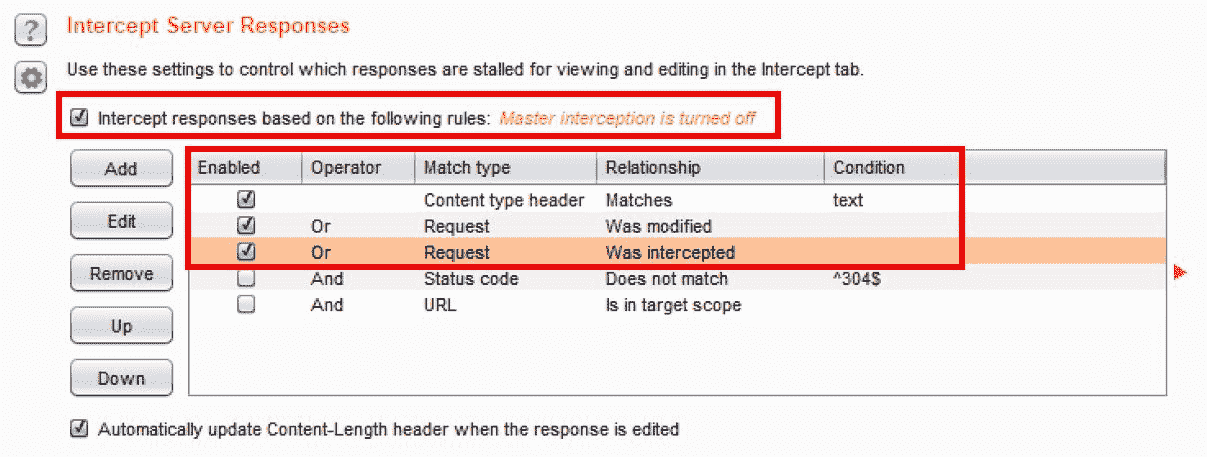 ?
Intercept Server Responses
Use these settings to control which responses are stalled for viewing and editing in the Intercept tab.
Intercept responses based on the following rules: Master interception is turned off
Add
Edit
Remove
Up
Down
Enabled Operator Match type Relationship Condition
Content type header Matches text
Or Request Was modified
Or Request Was intercepted
And Status code Does not match ^304$
And URL Is in target scope
Automatically update Content-Length header when the response is edited